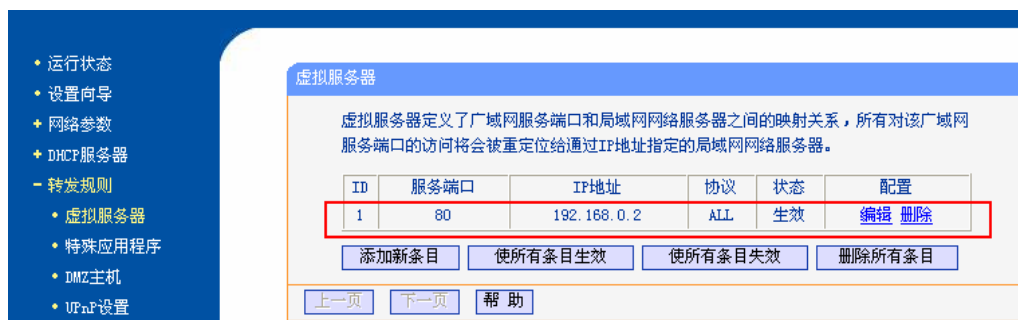 运行状态
设置向导
网络参数
DHCP服务器
转发规则
虚拟服务器
特殊应用程序
DMZ主机
UPnP设置
虚拟服务器
虚拟服务器定义了广域网服务端口和局域网网络服务器之间的映射关系，所有对该广域网
服务端口的访问将会被重定位给通过IP地址指定的局域网网络服务器。
ID 服务端口 IP地址 协议 状态 配置
1 80 192.168.0.2 ALL 生效 编辑 删除
添加新条目 使所有条目生效 使所有条目失效 删除所有条目
上一页 下一页 帮 助